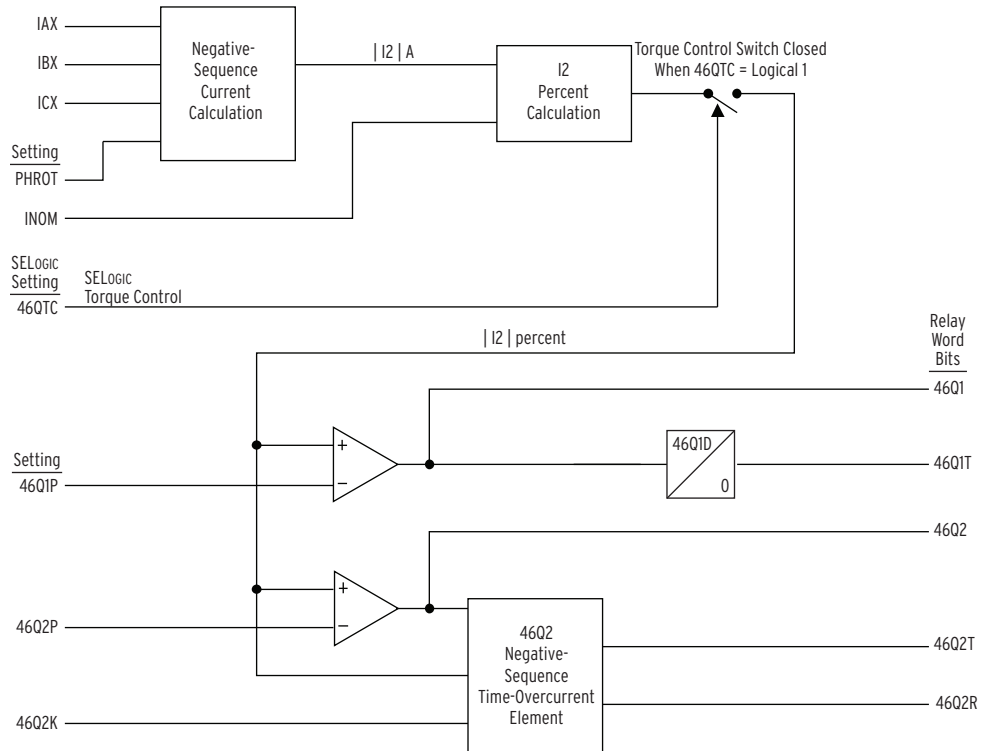 IAX
IBX
ICX
Setting
PHROT
INOM
Negative-
Sequence
Current
Calculation
| I2 | A
I2
Percent
Calculation
Torque Control Switch Closed
When 46QTC = Logical 1
SELOGIC
Setting
46QTC
SELOGIC
Torque Control
| I2 | percent
Relay
Word
Bits
46Q1
Setting
46Q1P
+
−
46Q1D
0
46Q1T
46Q2
46Q2P
+
−
46Q2K
46Q2
Negative-
Sequence
Time-Overcurrent
Element
46Q2T
46Q2R